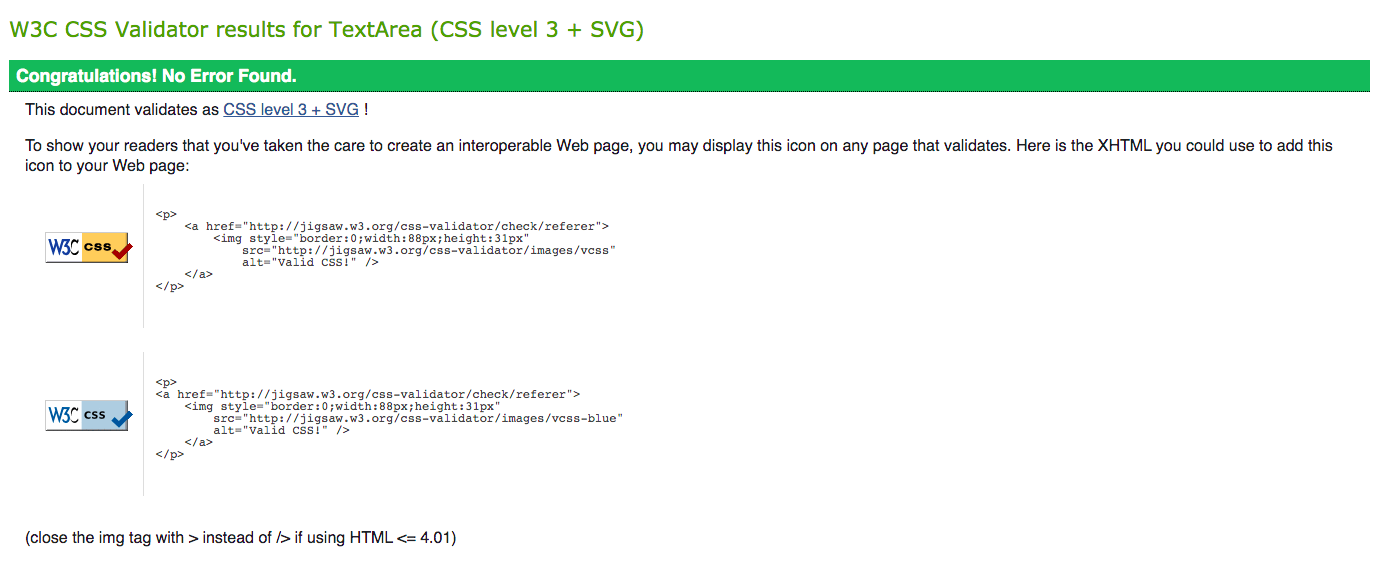 W3C CSS Validator results for TextArea (CSS level 3 + SVG)
Congratulations! No Error Found.
This document validates as CSS level 3 + SVG !
To show your readers that you've taken the care to create an interoperable Web page, you may display this icon on any page that validates. Here is the XHTML you could use to add this
icon to your Web page:
W3C css
<p>
<a href="http://jigsaw.w3.org/css-validator/check/referer">
<img style="border:0;width:88px;height:31px"
src="http://jigsaw.w3.org/css-validator/images/vcss"
alt="Valid CSS!" />
</a>
</p>
W3C css
<p>
<a href="http://jigsaw.w3.org/css-validator/check/referer">
<img style="border:0;width:88px;height:31px"
src="http://jigsaw.w3.org/css-validator/images/vcss-blue"
alt="Valid CSS!" />
</a>
</p>
(close the img tag with > instead of /> if using HTML <= 4.01)